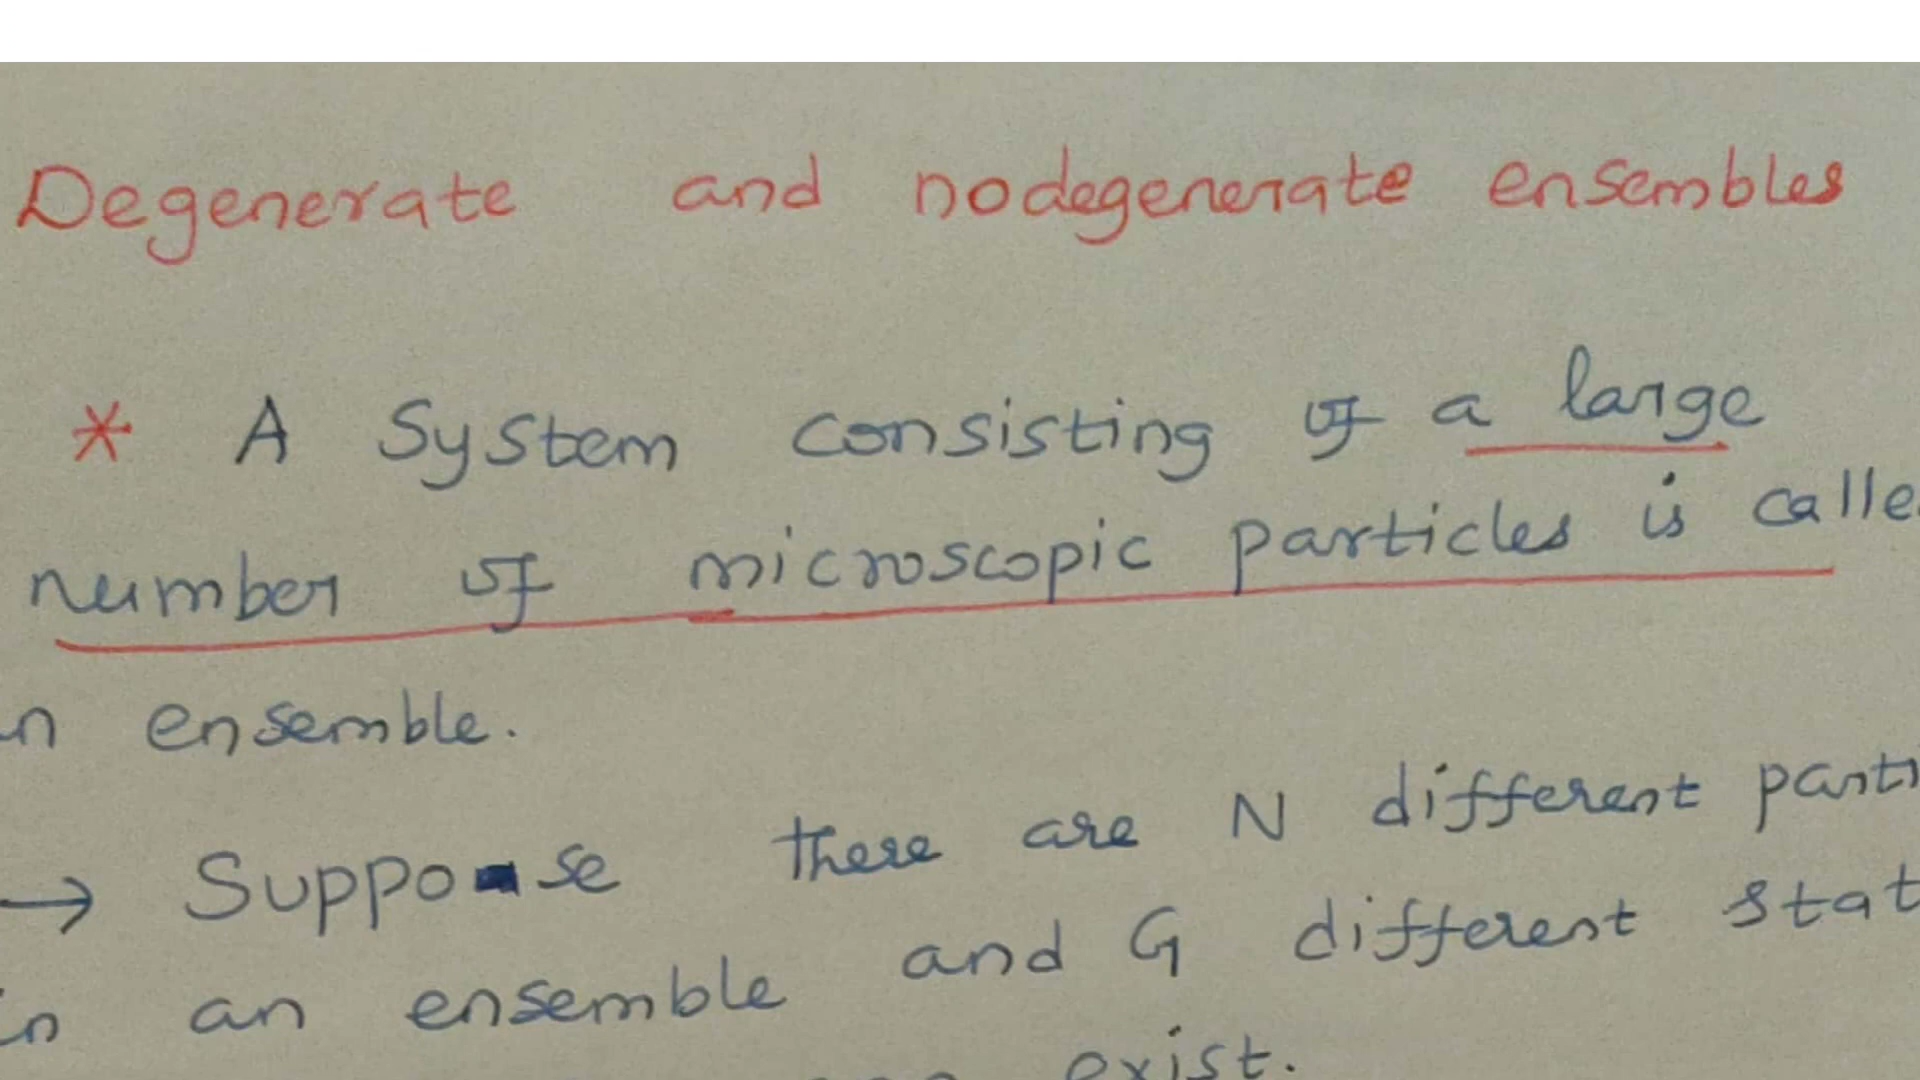 Degenerate and nodegenerate ensembles
* A System consisting of a large
number of microscopic particles is calle
n ensemble.
→ Suppose there are N different parti
in an ensemble and G different stat
exist.